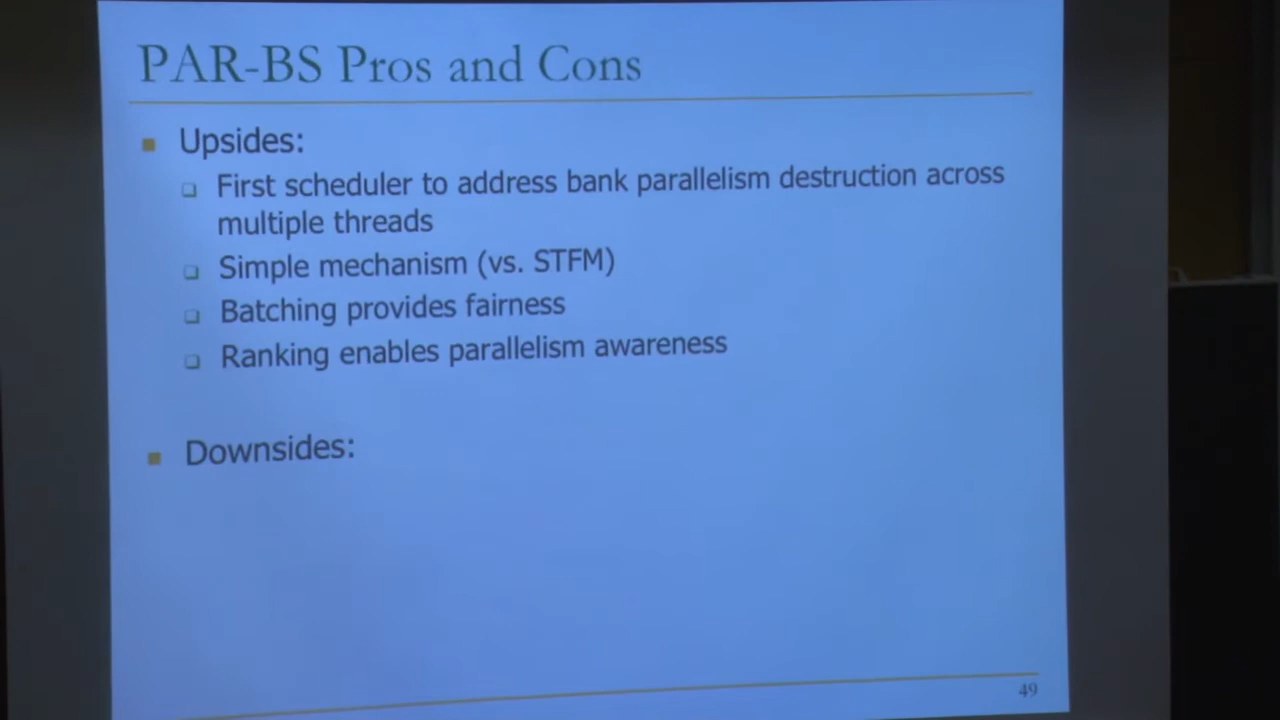 PAR-BS Pros and Cons
Upsides:
First scheduler to address bank parallelism destruction across
multiple threads
Simple mechanism (vs. STFM)
Batching provides fairness
Ranking enables parallelism awareness
Downsides:
49